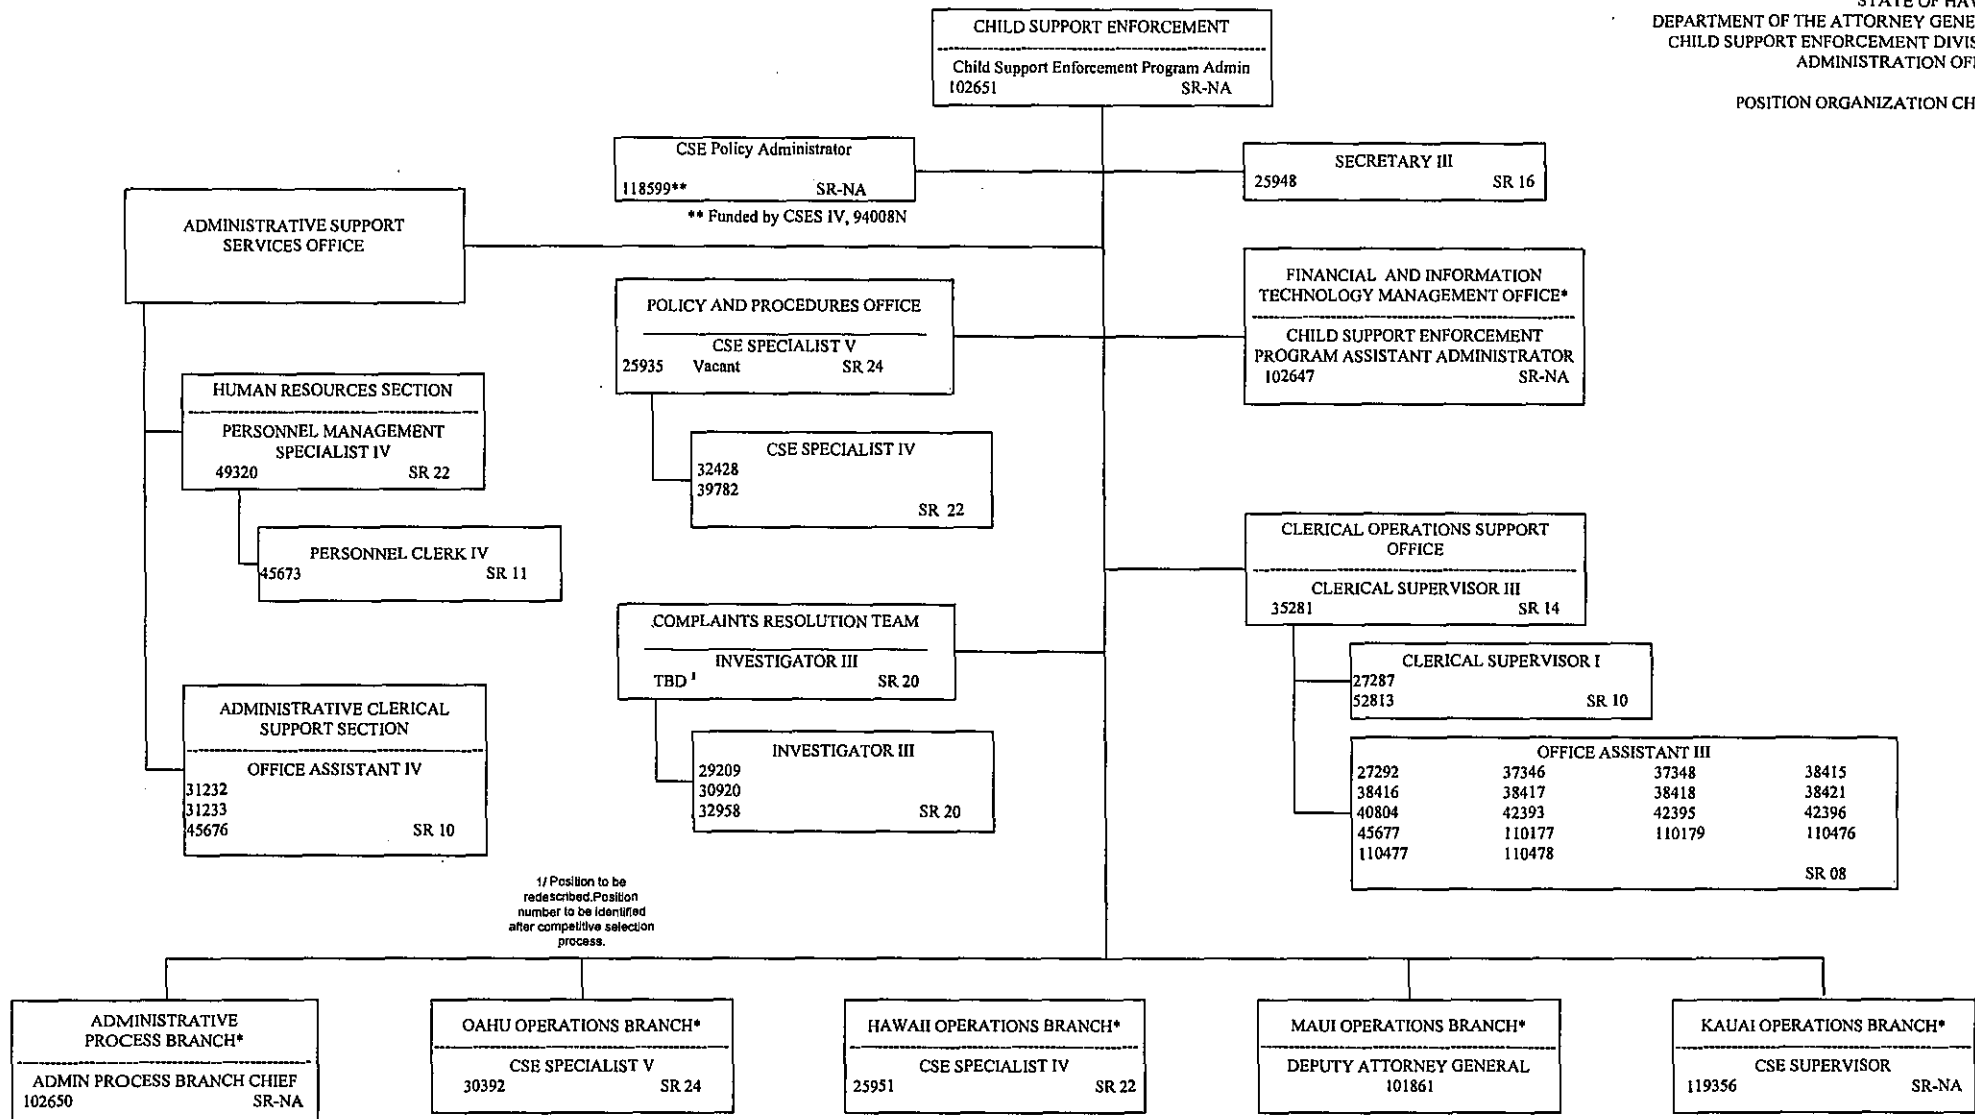 STATE OF HAW
DEPARTMENT OF THE ATTORNEY GENE
CHILD SUPPORT ENFORCEMENT DIVIS
ADMINISTRATION OFF
POSITION ORGANIZATION CH
CHILD SUPPORT ENFORCEMENT
Child Support Enforcement Program Admin
102651 SR-NA
CSE Policy Administrator
118599** SR-NA
** Funded by CSES IV, 94008N
SECRETARY III
25948 SR 16
ADMINISTRATIVE SUPPORT
SERVICES OFFICE
POLICY AND PROCEDURES OFFICE
CSE SPECIALIST V
25935 Vacant SR 24
FINANCIAL AND INFORMATION
TECHNOLOGY MANAGEMENT OFFICE*
CHILD SUPPORT ENFORCEMENT
PROGRAM ASSISTANT ADMINISTRATOR
102647 SR-NA
HUMAN RESOURCES SECTION
PERSONNEL MANAGEMENT
SPECIALIST IV
49320 SR 22
CSE SPECIALIST IV
32428
39782
SR 22
PERSONNEL CLERK IV
45673 SR 11
CLERICAL OPERATIONS SUPPORT
OFFICE
CLERICAL SUPERVISOR III
35281 SR 14
COMPLAINTS RESOLUTION TEAM
INVESTIGATOR III
TBD ¹ SR 20
CLERICAL SUPERVISOR I
27287
52813 SR 10
ADMINISTRATIVE CLERICAL
SUPPORT SECTION
OFFICE ASSISTANT IV
31232
31233
45676 SR 10
INVESTIGATOR III
29209
30920
32958 SR 20
OFFICE ASSISTANT III
27292 37346 37348 38415
38416 38417 38418 38421
40804 42393 42395 42396
45677 110177 110179 110476
110477 110478
SR 08
1/ Position to be
redescribed.Position
number to be identified
after competitive selection
process.
ADMINISTRATIVE
PROCESS BRANCH*
ADMIN PROCESS BRANCH CHIEF
102650 SR-NA
OAHU OPERATIONS BRANCH*
CSE SPECIALIST V
30392 SR 24
HAWAII OPERATIONS BRANCH*
CSE SPECIALIST IV
25951 SR 22
MAUI OPERATIONS BRANCH*
DEPUTY ATTORNEY GENERAL
101861
KAUAI OPERATIONS BRANCH*
CSE SUPERVISOR
119356 SR-NA